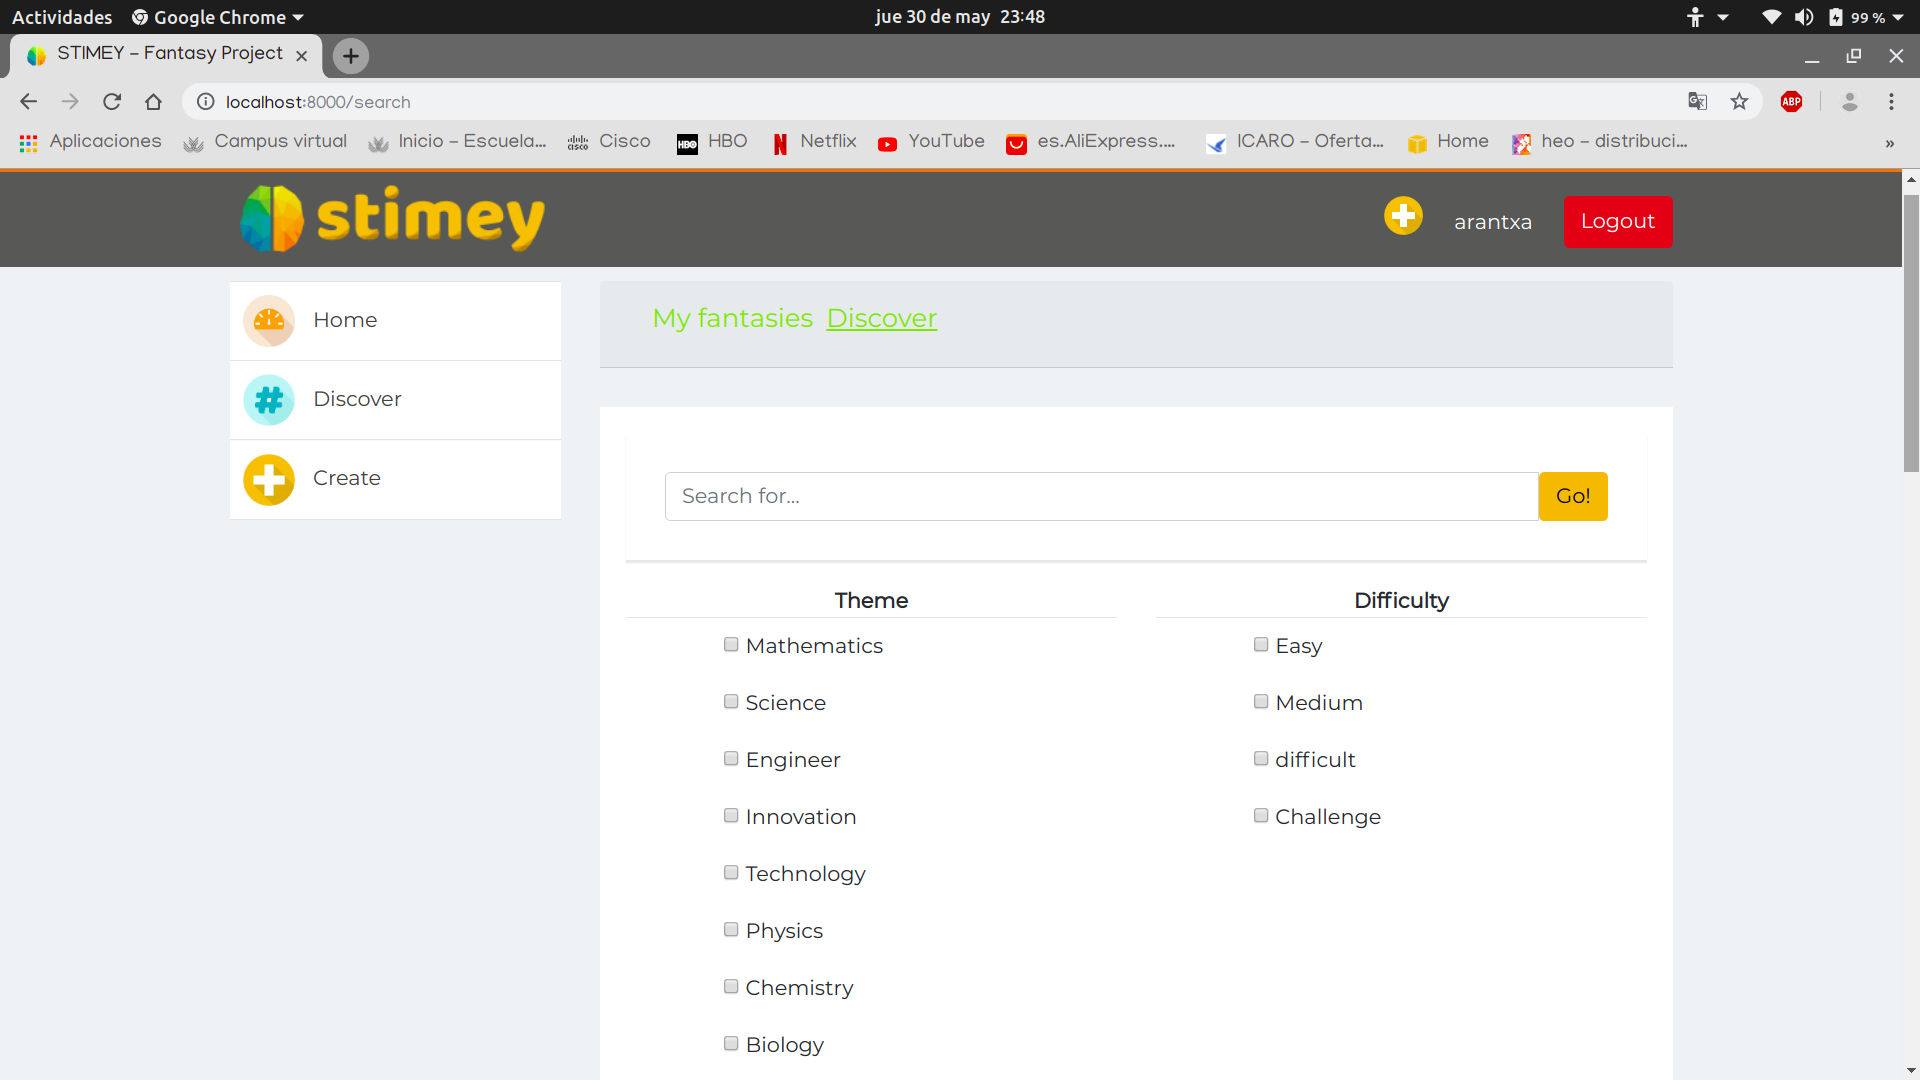 Actividades Google Chrome jue 30 de may 23:48 99 %
STIMEY – Fantasy Project
localhost:8000/search ABP
Aplicaciones Campus virtual Inicio – Escuela... cisco Cisco HBO HBO Netflix YouTube es.AliExpress.... ICARO – Oferta... Home heo – distribuci... »
stimey arantxa Logout
Home
Discover
Create
My fantasies Discover
Search for... Go!
Theme
Mathematics
Science
Engineer
Innovation
Technology
Physics
Chemistry
Biology
Difficulty
Easy
Medium
difficult
Challenge